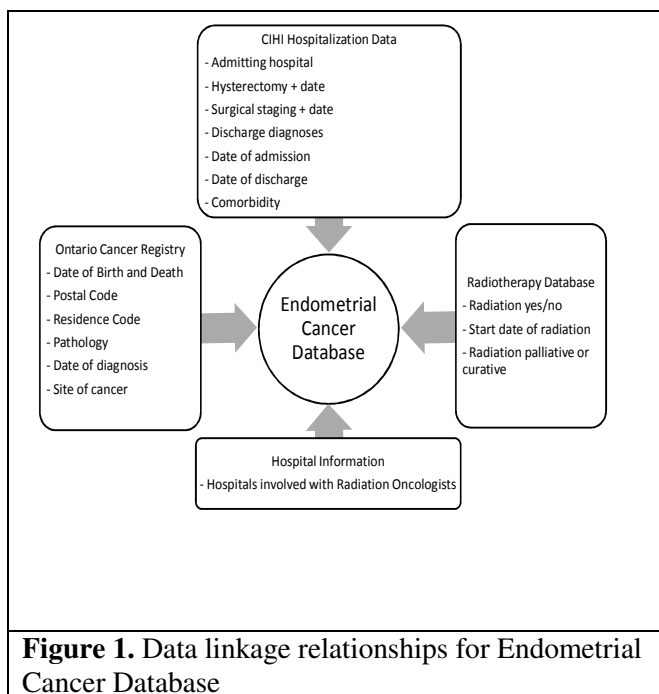 CIHI Hospitalization Data
- Admitting hospital
- Hysterectomy + date
- Surgical staging + date
- Discharge diagnoses
- Date of admission
- Date of discharge
- Comorbidity
Ontario Cancer Registry
- Date of Birth and Death
- Postal Code
- Residence Code
- Pathology
- Date of diagnosis
- Site of cancer
Endometrial
Cancer
Database
Radiotherapy Database
- Radiation yes/no
- Start date of radiation
- Radiation palliative or
curative
Hospital Information
- Hospitals involved with Radiation Oncologists
Figure 1. Data linkage relationships for Endometrial
Cancer Database